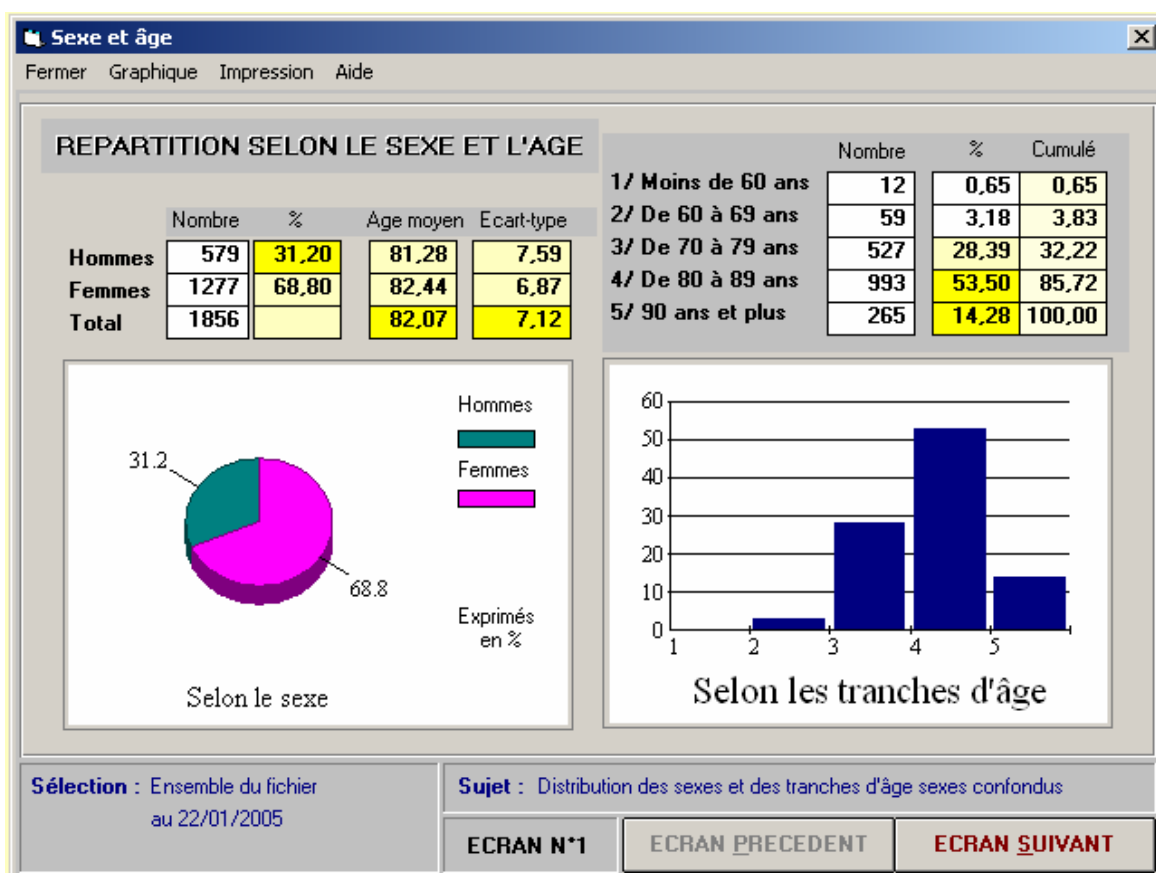 Sexe et âge
Fermer Graphique Impression Aide
REPARTITION SELON LE SEXE ET L'AGE
Nombre % Age moyen Ecart-type
Hommes 579 31,20 81,28 7,59
Femmes 1277 68,80 82,44 6,87
Total 1856 82,07 7,12
Nombre % Cumulé
1/ Moins de 60 ans 12 0,65 0,65
2/ De 60 à 69 ans 59 3,18 3,83
3/ De 70 à 79 ans 527 28,39 32,22
4/ De 80 à 89 ans 993 53,50 85,72
5/ 90 ans et plus 265 14,28 100,00
Hommes
Femmes
31.2
68.8
Exprimés
en %
Selon le sexe
60
50
40
30
20
10
0
1 2 3 4 5
Selon les tranches d'âge
Sélection : Ensemble du fichier
au 22/01/2005
Sujet : Distribution des sexes et des tranches d'âge sexes confondus
ECRAN N°1 ECRAN PRECEDENT ECRAN SUIVANT